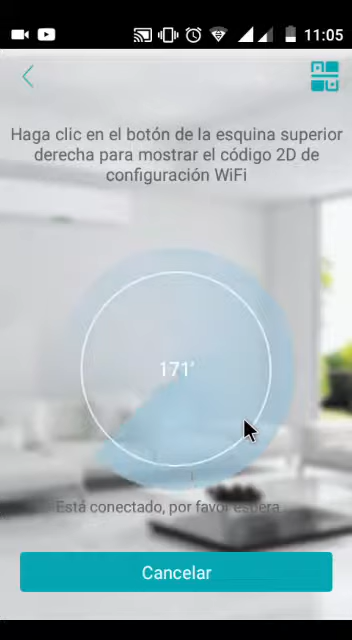 11:05
Haga clic en el botón de la esquina superior
derecha para mostrar el código 2D de
configuración WiFi
171'
Está conectado, por favor espera...
Cancelar